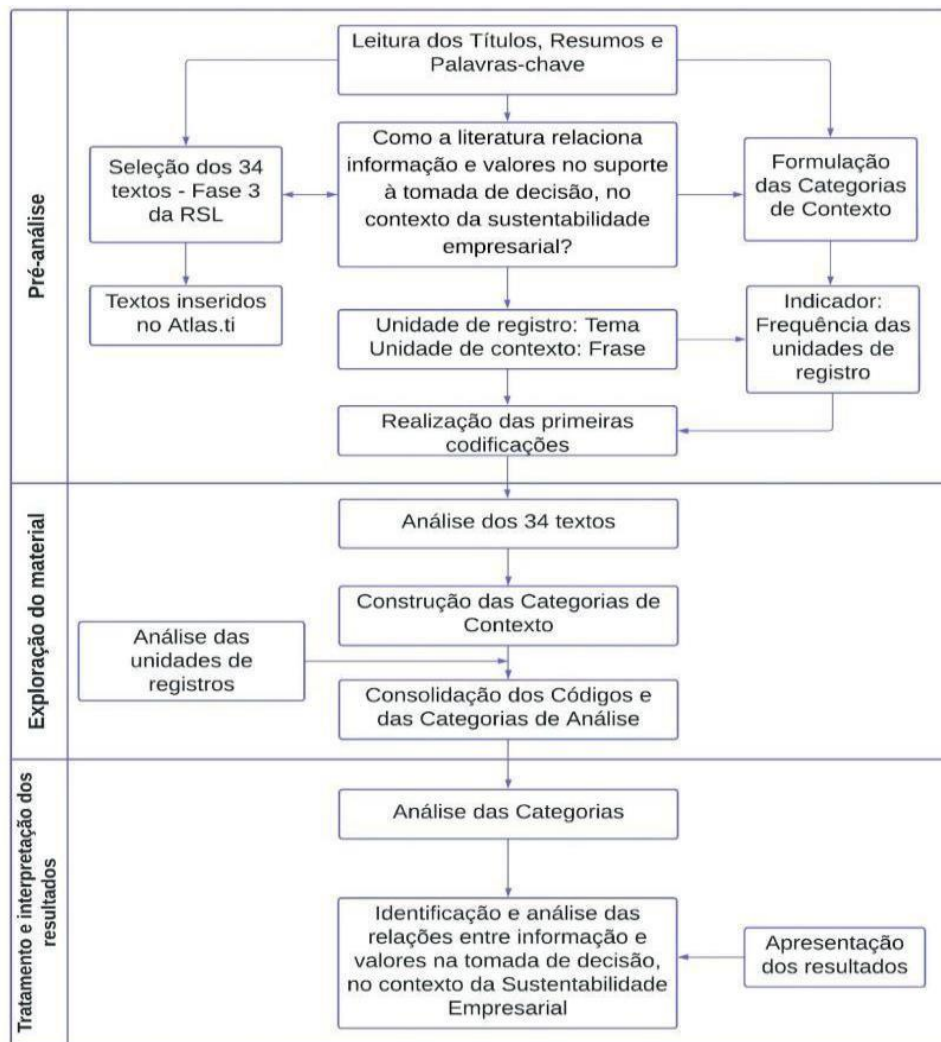 Pré-análise
Leitura dos Títulos, Resumos e
Palavras-chave
Seleção dos 34
textos - Fase 3
da RSL
Como a literatura relaciona
informação e valores no suporte
à tomada de decisão, no
contexto da sustentabilidade
empresarial?
Formulação
das Categorias
de Contexto
Textos inseridos
no Atlas.ti
Unidade de registro: Tema
Unidade de contexto: Frase
Indicador:
Frequência das
unidades de
registro
Realização das primeiras
codificações
Exploração do material
Análise dos 34 textos
Construção das Categorias de
Contexto
Análise das
unidades de
registros
Consolidação dos Códigos e
das Categorias de Análise
Tratamento e interpretação dos
resultados
Análise das Categorias
Identificação e análise das
relações entre informação e
valores na tomada de decisão,
no contexto da Sustentabilidade
Empresarial
Apresentação
dos resultados